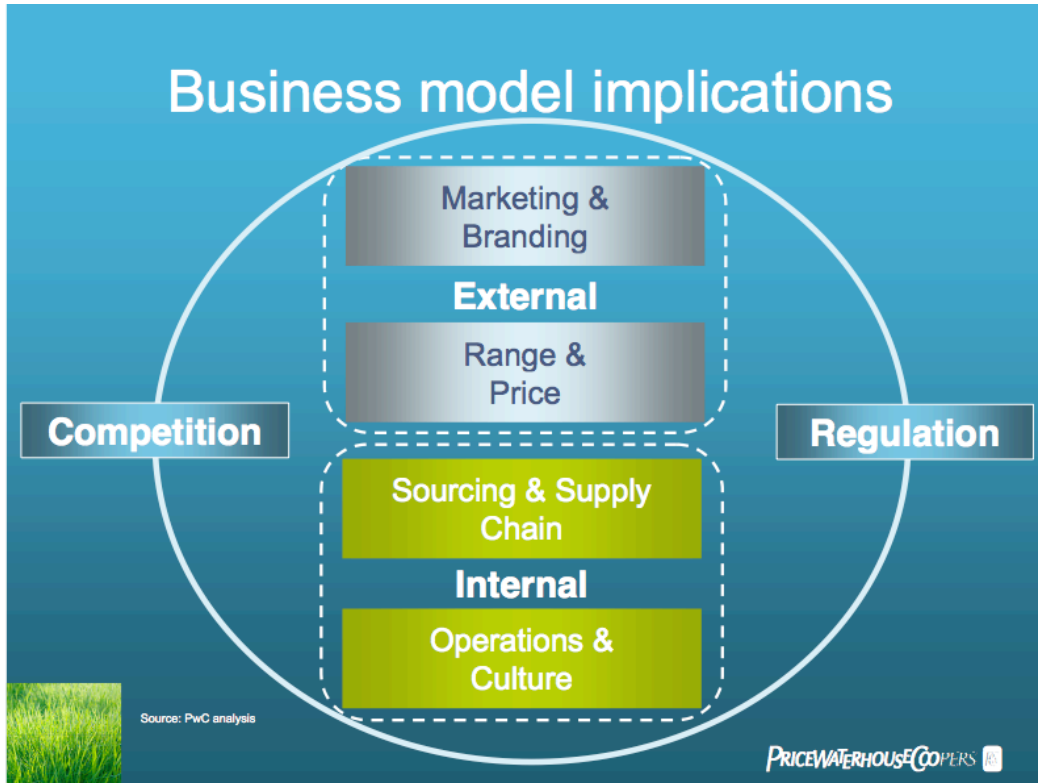 Business model implications
Marketing &
Branding
External
Range &
Price
Competition
Regulation
Sourcing & Supply
Chain
Internal
Operations &
Culture
Source: PwC analysis
PRICEWATERHOUSECOOPERS